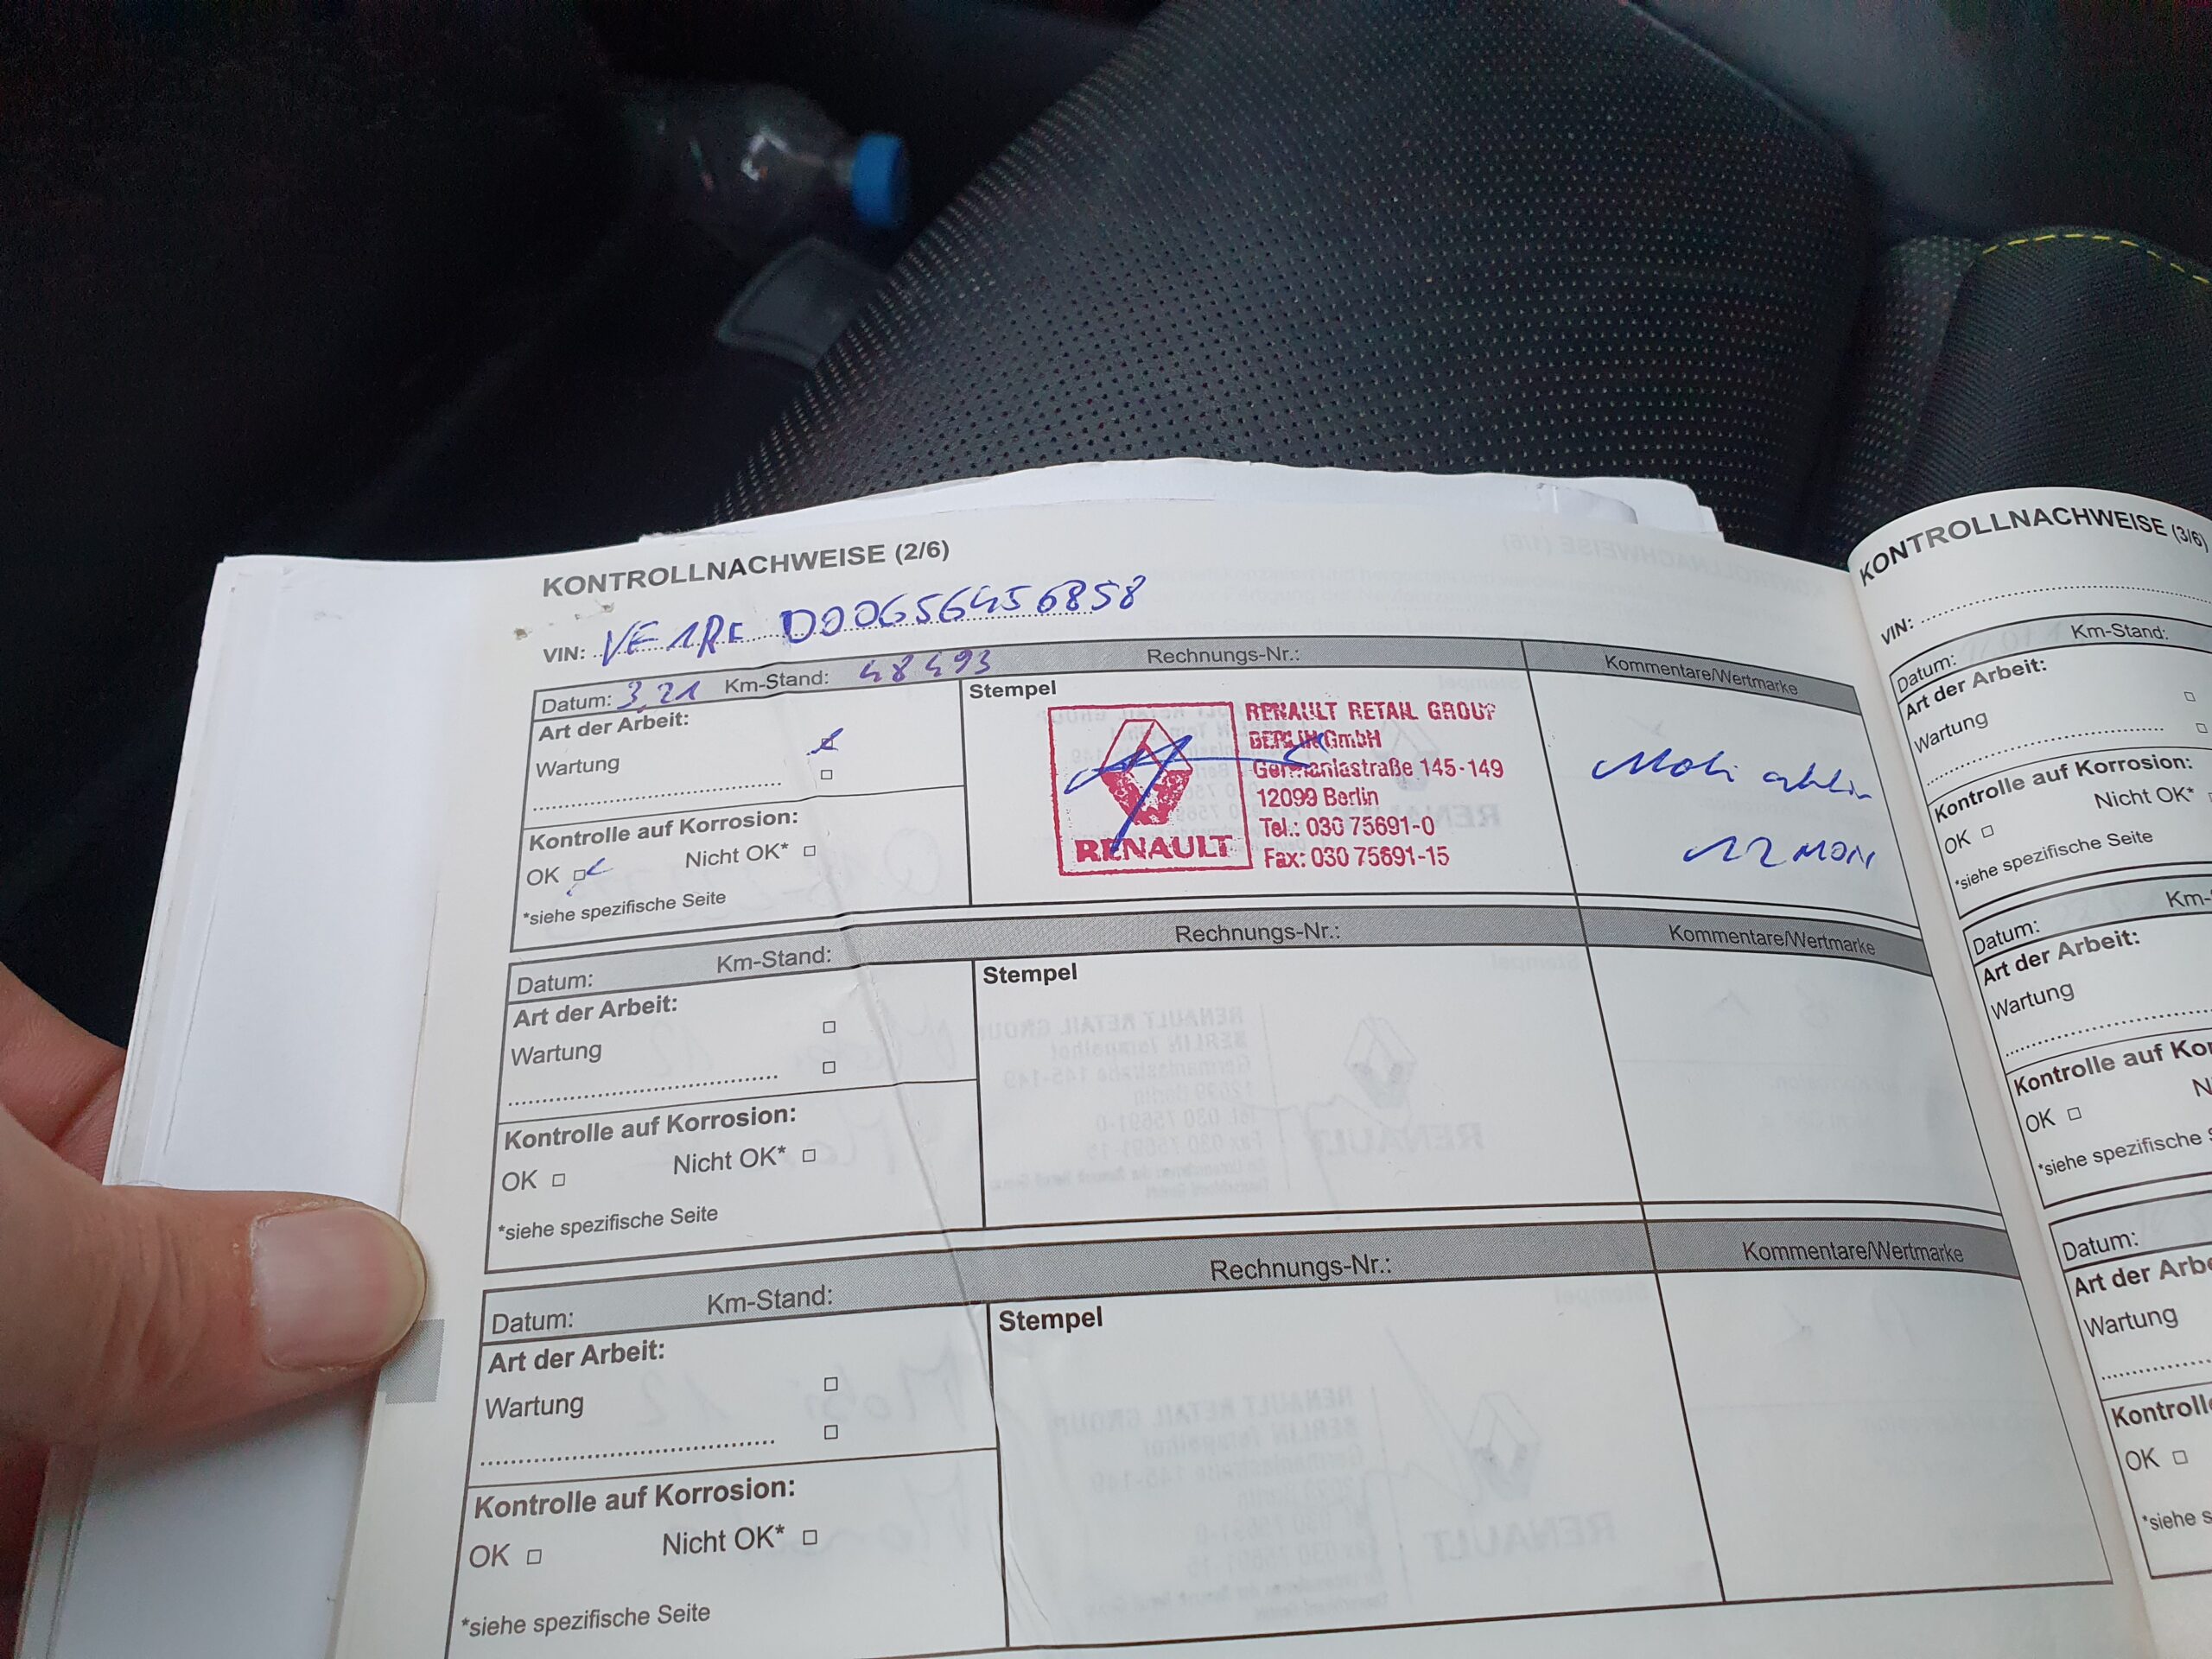 KONTROLLNACHWEISE (2/6)
VIN: VE1RE D00656456858
Datum: 3.21 Km-Stand: 48493 Rechnungs-Nr.: Kommentare/Wertmarke
Art der Arbeit:
Wartung
Kontrolle auf Korrosion:
OK Nicht OK*
*siehe spezifische Seite
Stempel
RENAULT
RENAULT RETAIL GROUP
BERLIN GmbH
Germaniastraße 145-149
12099 Berlin
Tel.: 030 75691-0
Fax: 030 75691-15
Mobi
12 MON
Datum: Km-Stand: Rechnungs-Nr.: Kommentare/Wertmarke
Art der Arbeit:
Wartung
Kontrolle auf Korrosion:
OK Nicht OK*
*siehe spezifische Seite
Stempel
Datum: Km-Stand: Rechnungs-Nr.: Kommentare/Wertmarke
Art der Arbeit:
Wartung
Kontrolle auf Korrosion:
OK Nicht OK*
*siehe spezifische Seite
Stempel
KONTROLLNACHWEISE (3/6)
VIN:
Datum: Km-Stand:
Art der Arbeit:
Wartung
Kontrolle auf Korrosion:
OK Nicht OK*
*siehe spezifische Seite
Datum: Km-
Art der Arbeit:
Wartung
Kontrolle auf Kor
OK N
*siehe spezifische S
Datum:
Art der Arbe
Wartung
Kontrolle
OK
*siehe s